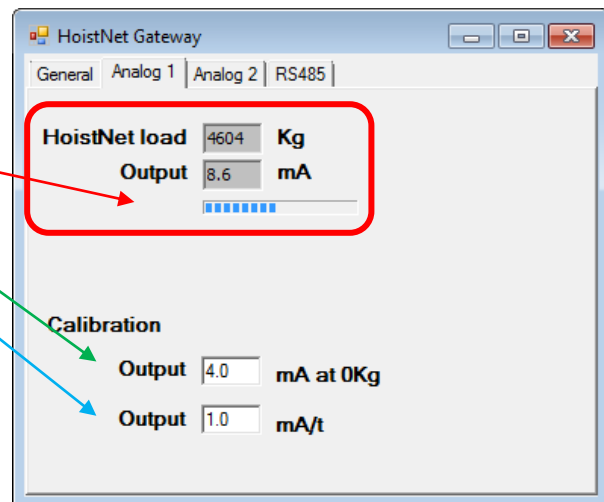 HoistNet Gateway
General Analog 1 Analog 2 RS485
HoistNet load 4604 Kg
Output 8.6 mA
Calibration
Output 4.0 mA at 0Kg
Output 1.0 mA/t